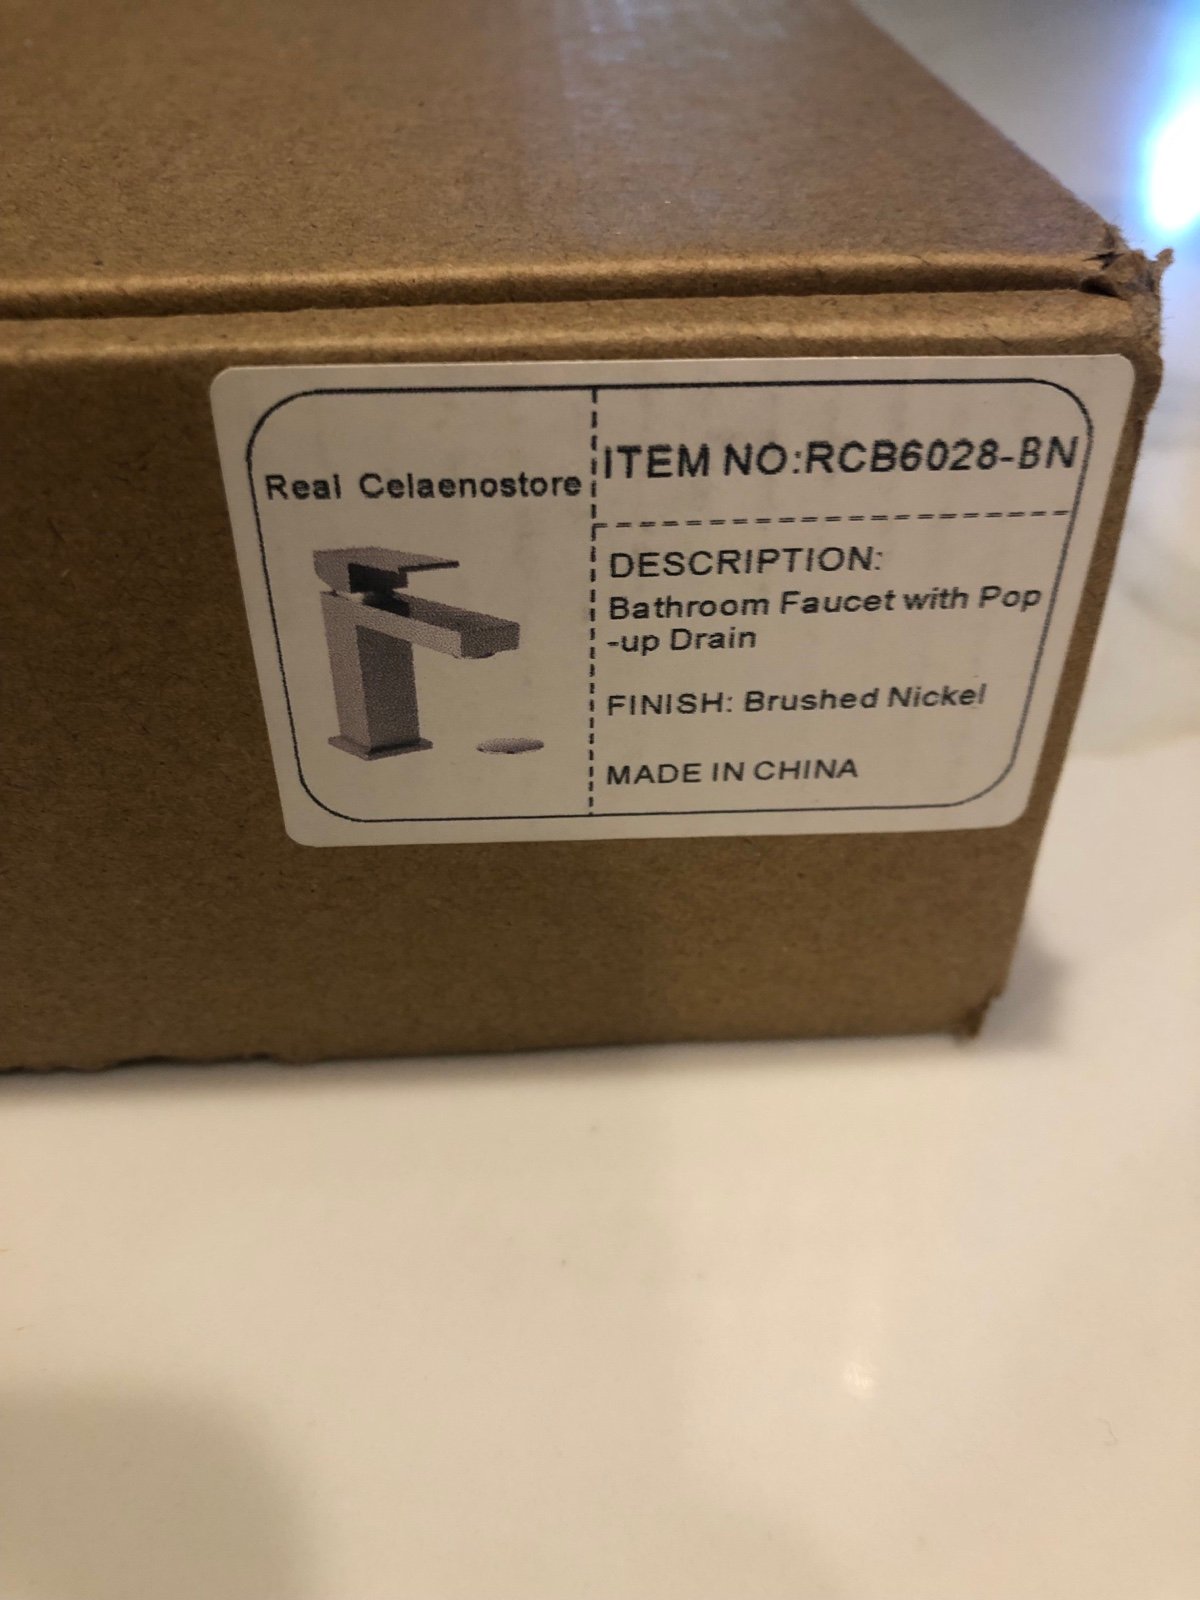 Real Celaenostore
ITEM NO:RCB6028-BN
DESCRIPTION:
Bathroom Faucet with Pop
-up Drain
FINISH: Brushed Nickel
MADE IN CHINA